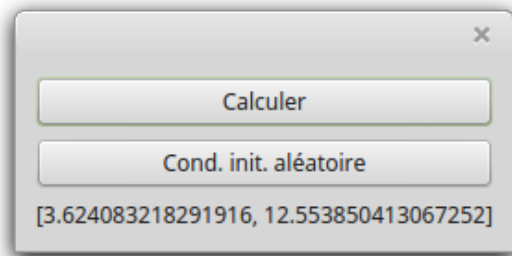 Calculer
Cond. init. aléatoire
[3.624083218291916, 12.553850413067252]